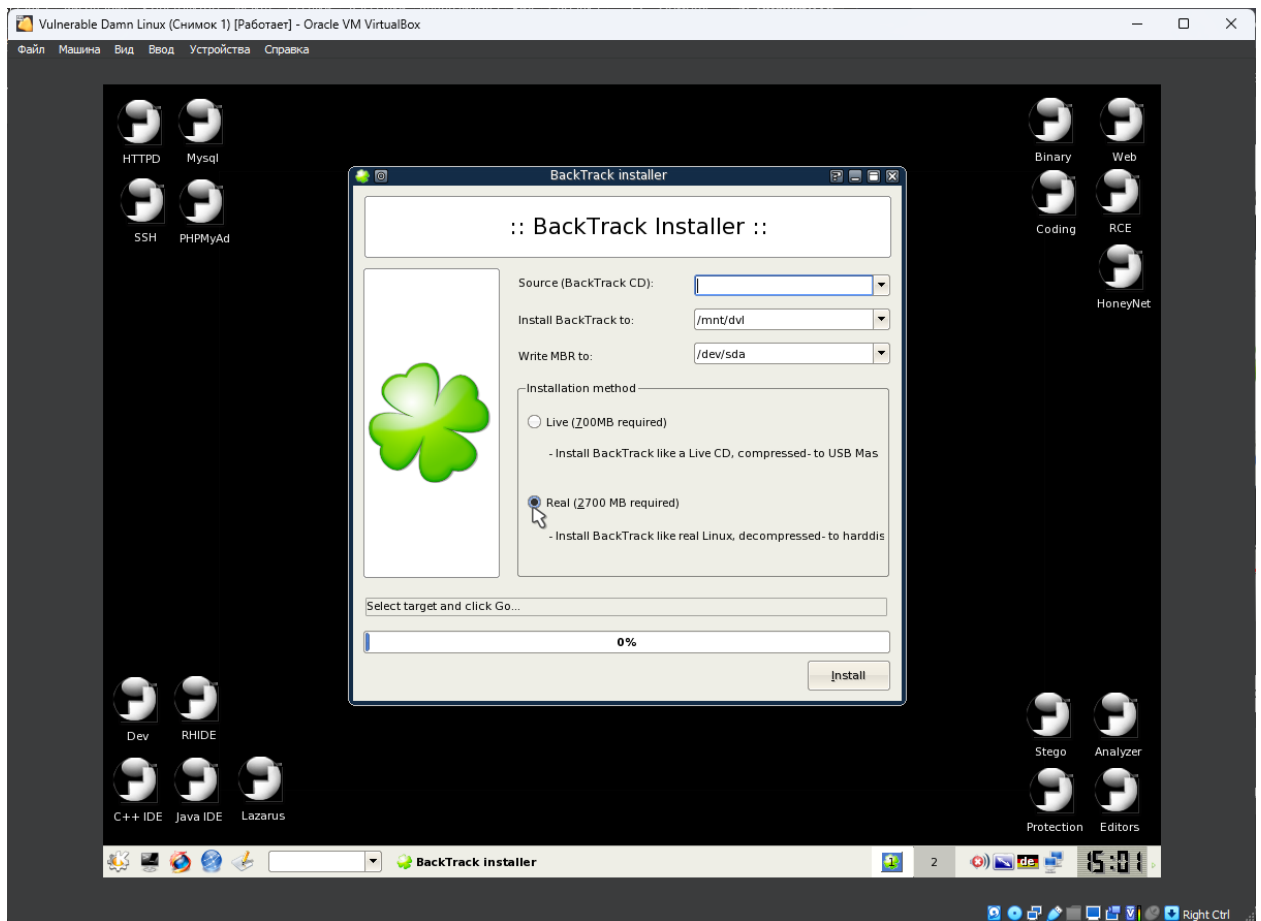 Vulnerable Damn Linux (Снимок 1) [Работает] - Oracle VM VirtualBox
Файл Машина Вид Ввод Устройства Справка
HTTPD Mysql
Binary Web
SSH PHPMyAd
Coding RCE
HoneyNet
BackTrack installer
:: BackTrack Installer ::
Source (BackTrack CD):
Install BackTrack to: /mnt/dvl
Write MBR to: /dev/sda
Installation method
Live (700MB required)
- Install BackTrack like a Live CD, compressed- to USB Mas
Real (2700 MB required)
- Install BackTrack like real Linux, decompressed- to harddis
Select target and click Go...
0%
Install
Dev RHIDE
Stego Analyzer
C++ IDE Java IDE Lazarus
Protection Editors
BackTrack installer
1 2 de 15:01
Right Ctrl